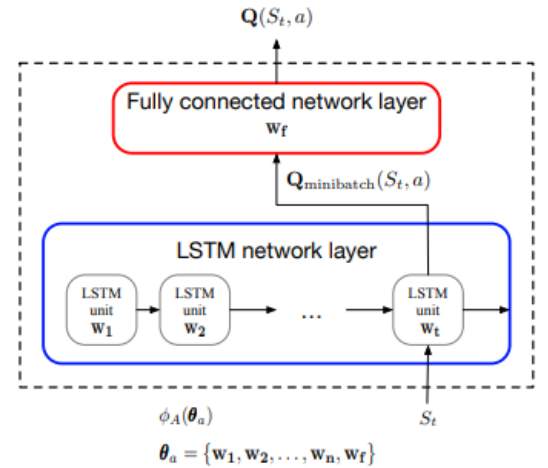 Q(S_t, a)
Fully connected network layer
w_f
Q_minibatch(S_t, a)
LSTM network layer
LSTM unit w_1
LSTM unit w_2
...
LSTM unit w_t
ϕ_A(θ_a)
S_t
θ_a = {w_1, w_2, . . . , w_n, w_f}